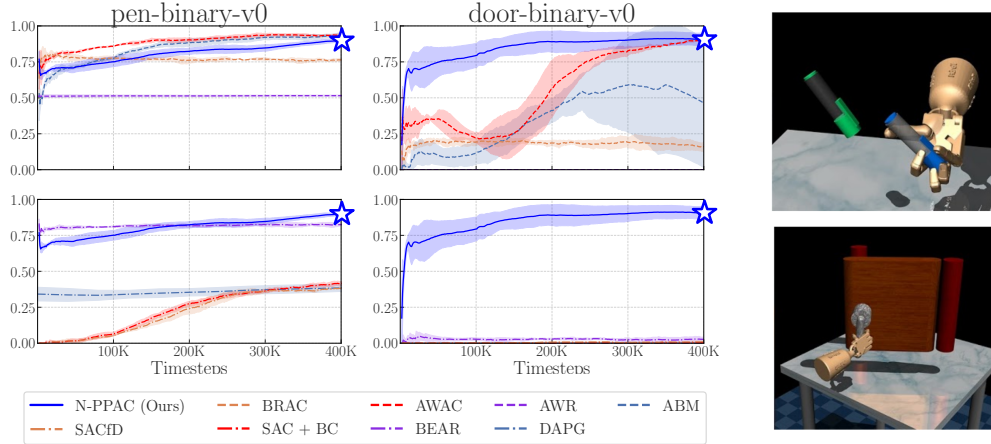 pen-binary-v0
door-binary-v0
1.00
0.75
0.50
0.25
0.00
1.00
0.75
0.50
0.25
0.00
1.00
0.75
0.50
0.25
0.00
100K
200K
300K
400K
Timesteps
1.00
0.75
0.50
0.25
0.00
100K
200K
300K
400K
Timesteps
N-PPAC (Ours)
BRAC
AWAC
AWR
ABM
SACfD
SAC + BC
BEAR
DAPG